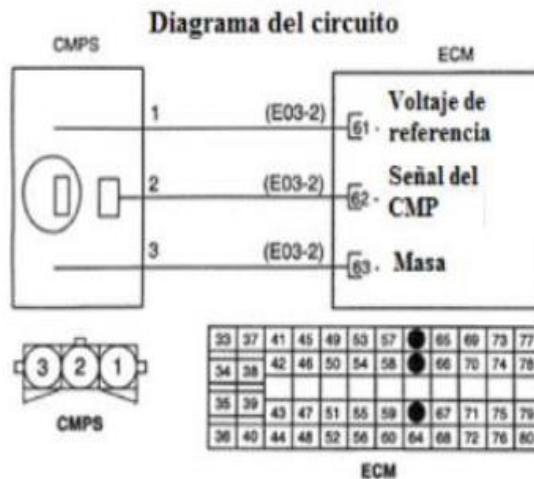 Diagrama del circuito
CMPS
ECM
1 (E03-2) 61. Voltaje de
referencia
2 (E03-2) 62. Señal del
CMP
3 (E03-2) 63. Masa
3 2 1
CMPS
33 37 41 45 49 53 57 65 69 73 77
34 38 42 46 50 54 58 66 70 74 78
35 39 43 47 51 55 59 67 71 75 79
36 40 44 48 52 56 60 64 68 72 76 80
ECM